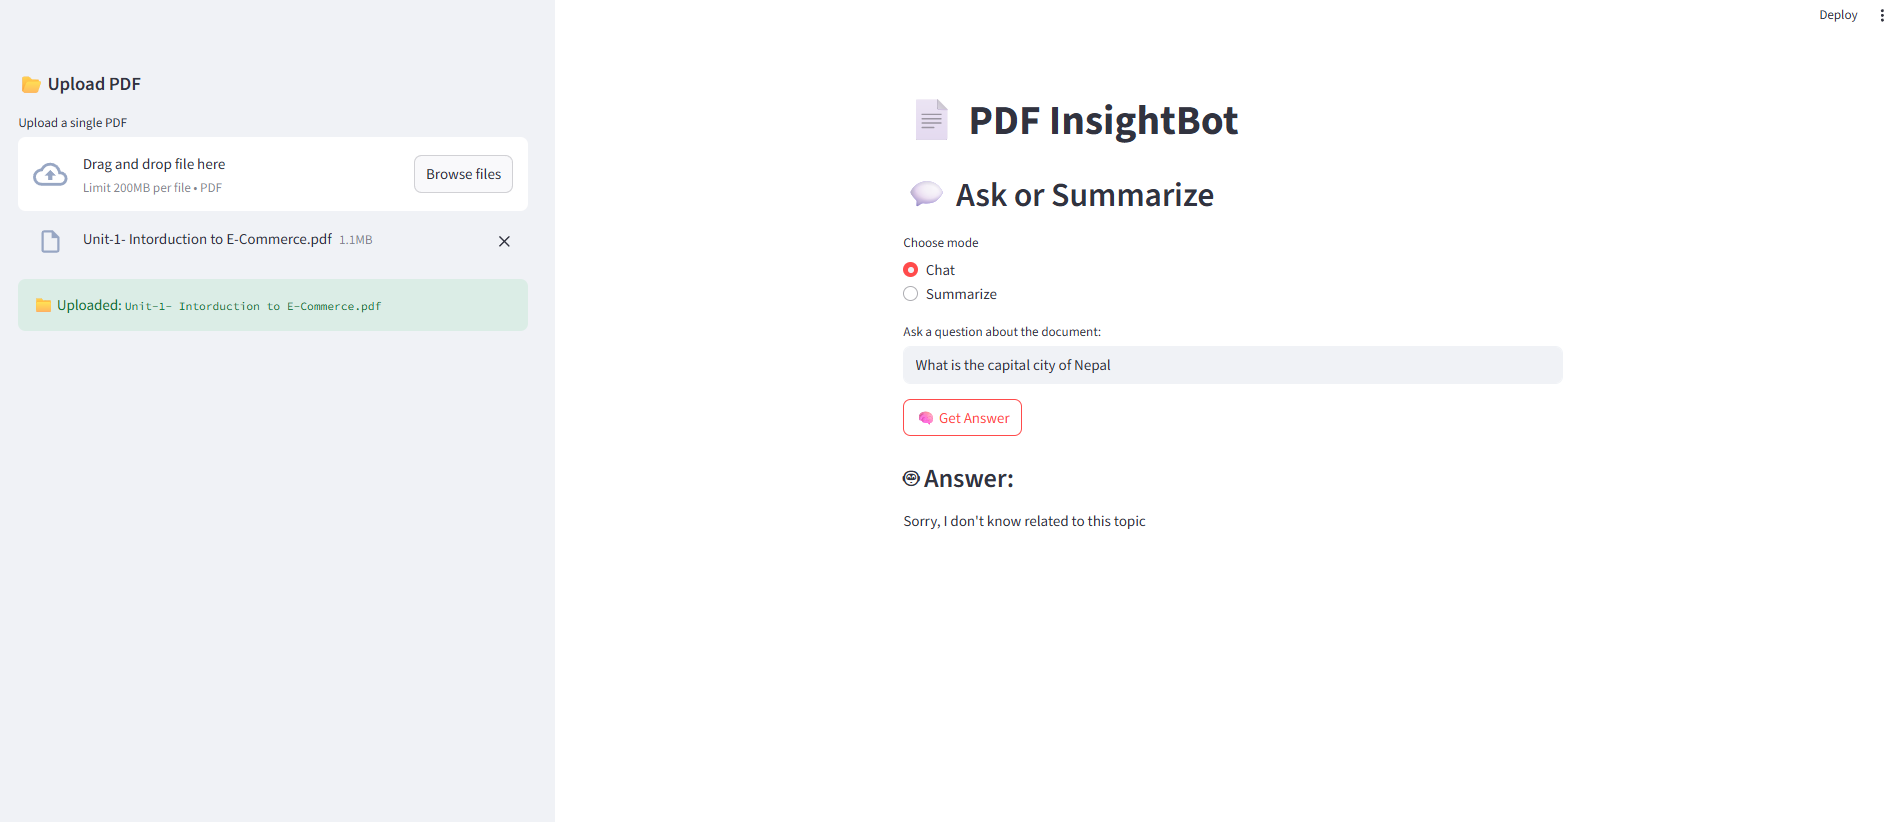 Deploy
Upload PDF
Upload a single PDF
Drag and drop file here
Limit 200MB per file • PDF
Browse files
Unit-1- Intorduction to E-Commerce.pdf 1.1MB
Uploaded: Unit-1- Intorduction to E-Commerce.pdf
PDF InsightBot
Ask or Summarize
Choose mode
Chat
Summarize
Ask a question about the document:
What is the capital city of Nepal
Get Answer
Answer:
Sorry, I don't know related to this topic